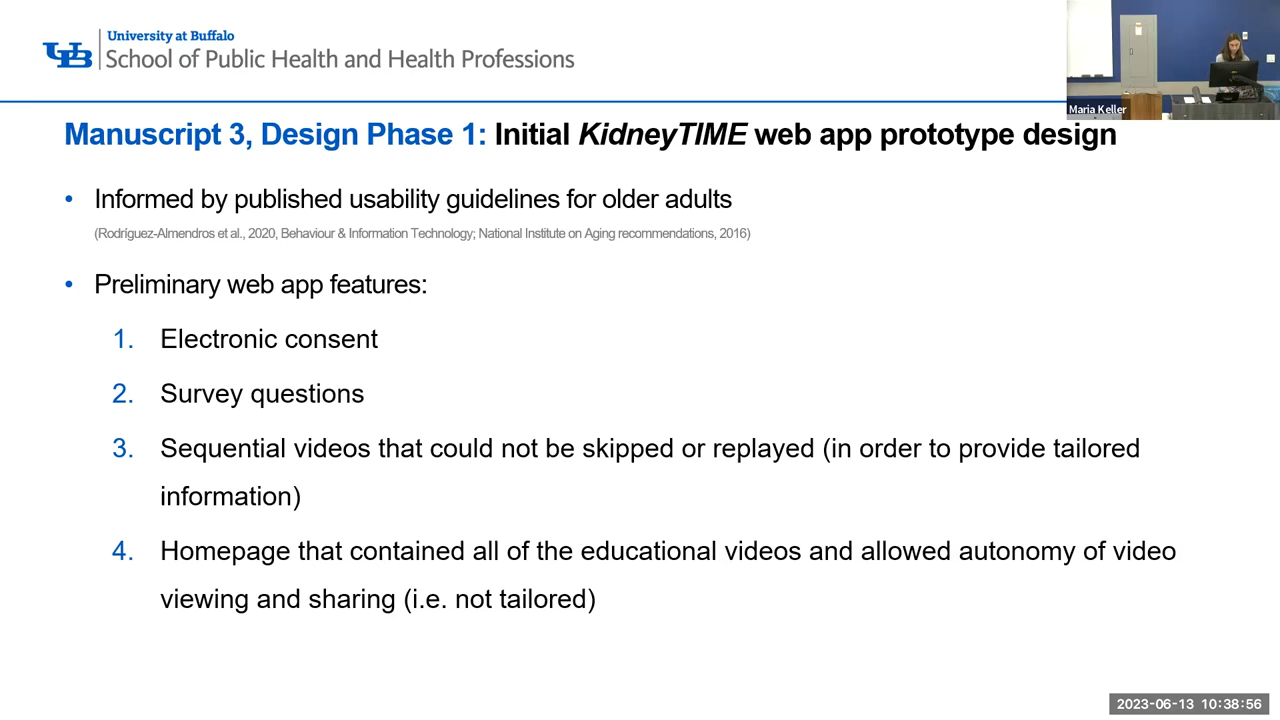 University at Buffalo
School of Public Health and Health Professions
Maria Keller
Manuscript 3, Design Phase 1: Initial KidneyTIME web app prototype design
• Informed by published usability guidelines for older adults
(Rodríguez-Almendros et al., 2020, Behaviour & Information Technology; National Institute on Aging recommendations, 2016)
• Preliminary web app features:
1. Electronic consent
2. Survey questions
3. Sequential videos that could not be skipped or replayed (in order to provide tailored
information)
4. Homepage that contained all of the educational videos and allowed autonomy of video
viewing and sharing (i.e. not tailored)
2023-06-13 10:38:56